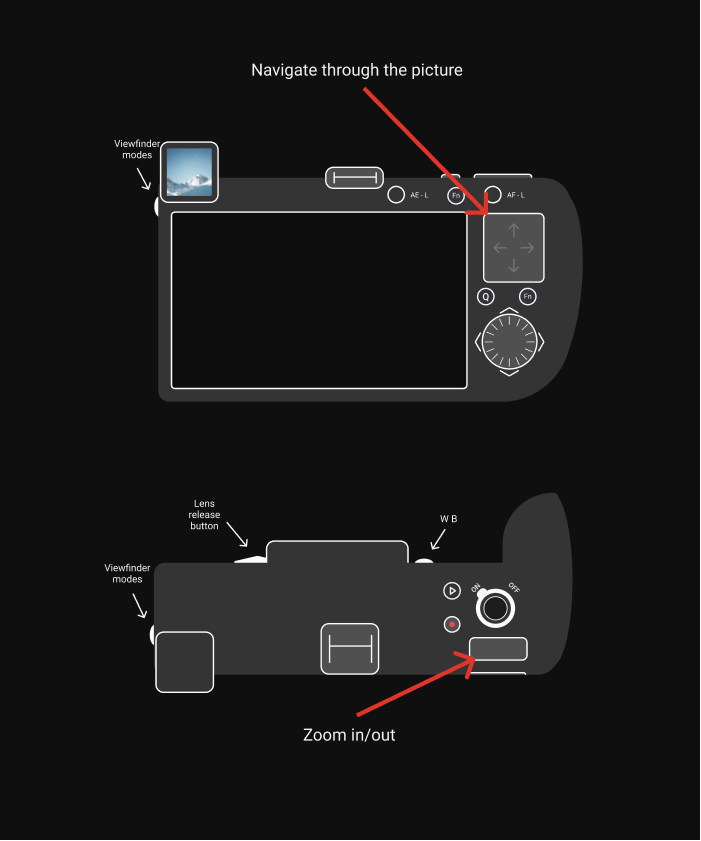 Navigate through the picture
Viewfinder
modes
AE - L
Fn
AF - L
Q
Fn
Lens
release
button
W B
Viewfinder
modes
ON
OFF
Zoom in/out